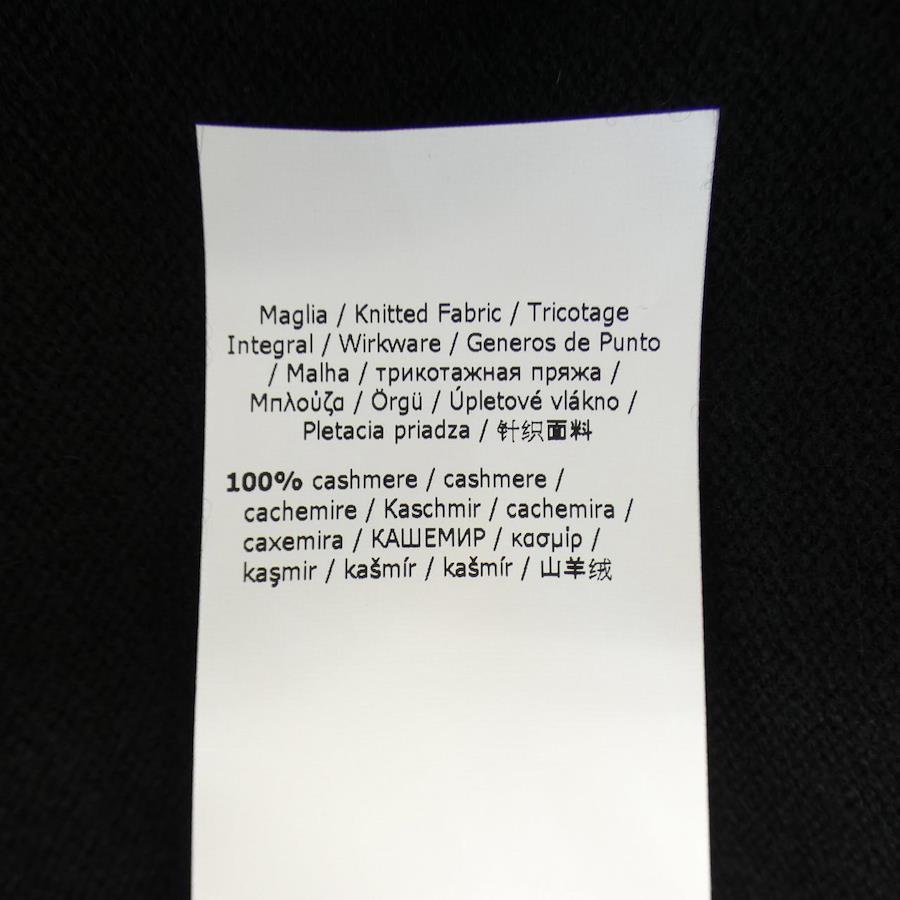 Maglia / Knitted Fabric / Tricotage
Integral / Wirkware / Generos de Punto
/ Malha / трикотажная пряжа /
Μπλούζα / Örgü / Úpletové vlákno /
Pletacia priadza / 针织面料
100% cashmere / cashmere /
cachemire / Kaschmir / cachemira /
caxemira / КАШЕМИР / κασμίρ /
kaşmir / kašmír / kašmír / 山羊绒